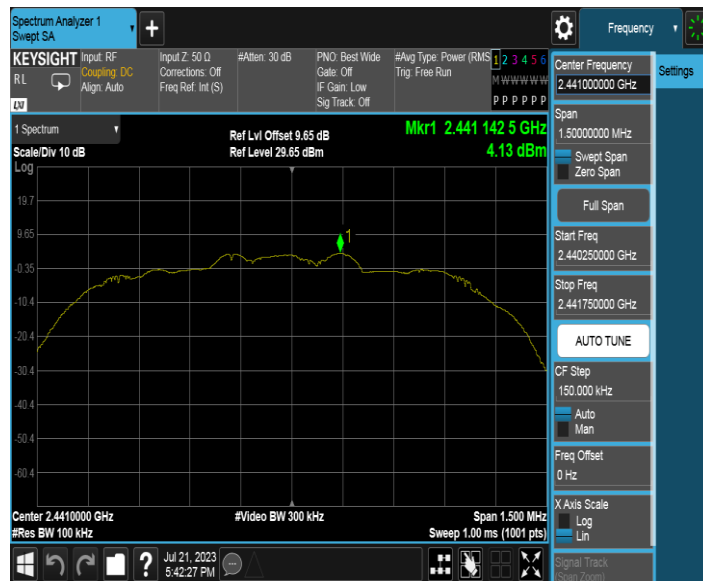 Spectrum Analyzer 1
Swept SA
+
Frequency
KEYSIGHT
RL
LXI
Input: RF
Coupling: DC
Align: Auto
Input Z: 50 Ω
Corrections: Off
Freq Ref: Int (S)
#Atten: 30 dB
PNO: Best Wide
Gate: Off
IF Gain: Low
Sig Track: Off
#Avg Type: Power (RMS
Trig: Free Run
1 2 3 4 5 6
M W W W W W
P P P P P P
1 Spectrum
Scale/Div 10 dB
Log
Ref Lvl Offset 9.65 dB
Ref Level 29.65 dBm
Mkr1 2.441 142 5 GHz
4.13 dBm
19.7
9.65
-0.35
-10.4
-20.4
-30.4
-40.4
-50.4
-60.4
1
Center 2.4410000 GHz
#Res BW 100 kHz
#Video BW 300 kHz
Span 1.500 MHz
Sweep 1.00 ms (1001 pts)
Center Frequency
2.441000000 GHz
Settings
Span
1.50000000 MHz
Swept Span
Zero Span
Full Span
Start Freq
2.440250000 GHz
Stop Freq
2.441750000 GHz
AUTO TUNE
CF Step
150.000 kHz
Auto
Man
Freq Offset
0 Hz
X Axis Scale
Log
Lin
Signal Track
(Span Zoom)
?
Jul 21, 2023
5:42:27 PM